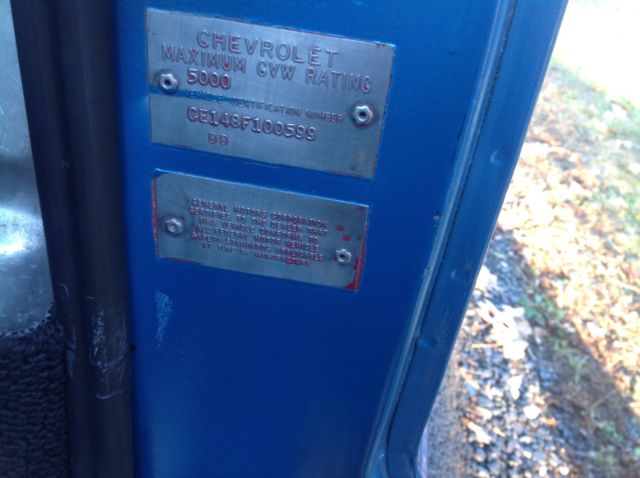 CHEVROLET
MAXIMUM GVW RATING
5000
VEHICLE IDENTIFICATION NUMBER
CE148F100599
BD
GENERAL MOTORS CORPORATION
CERTIFIES TO THE DEALER THAT
THIS VEHICLE CONFORMS TO
ALL FEDERAL MOTOR VEHICLE
SAFETY STANDARDS APPLICABLE
AT TIME OF MANUFACTURE